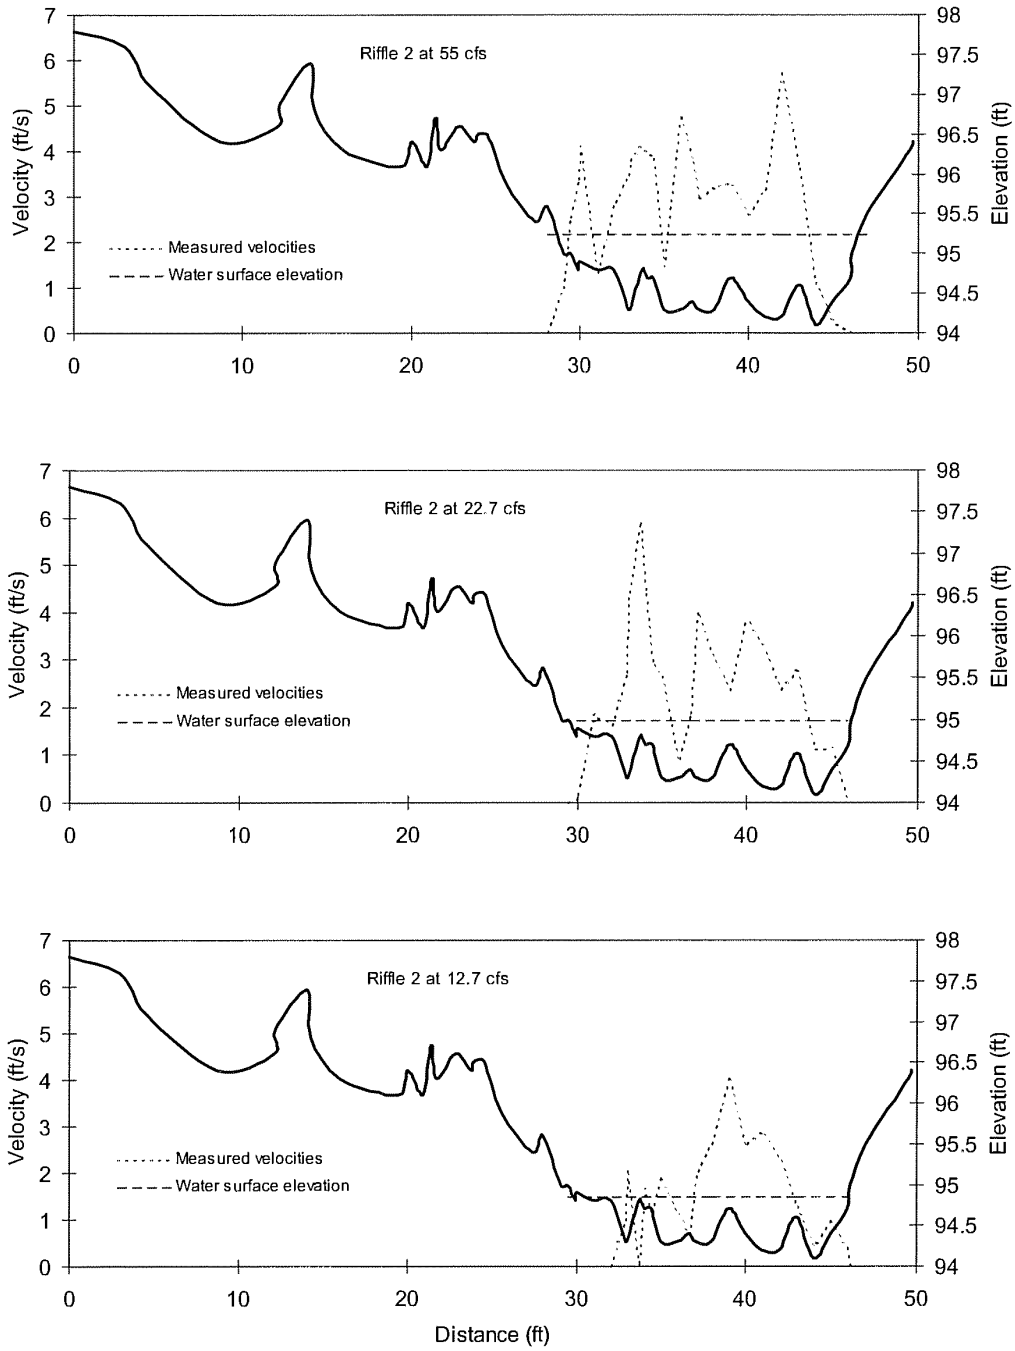 Riffle 2 at 55 cfs
Velocity (ft/s)
7
6
5
4
3
2
1
0
Measured velocities
Water surface elevation
98
97.5
97
96.5
96
95.5
95
94.5
94
Elevation (ft)
0 10 20 30 40 50
Riffle 2 at 22.7 cfs
Velocity (ft/s)
7
6
5
4
3
2
1
0
Measured velocities
Water surface elevation
98
97.5
97
96.5
96
95.5
95
94.5
94
Elevation (ft)
0 10 20 30 40 50
Riffle 2 at 12.7 cfs
Velocity (ft/s)
7
6
5
4
3
2
1
0
Measured velocities
Water surface elevation
98
97.5
97
96.5
96
95.5
95
94.5
94
Elevation (ft)
0 10 20 30 40 50
Distance (ft)